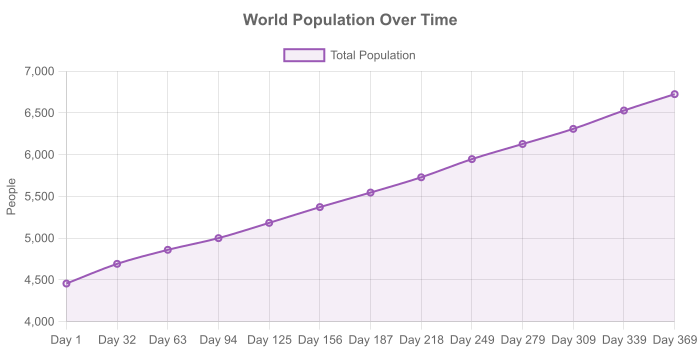 World Population Over Time
Total Population
People
7,000
6,500
6,000
5,500
5,000
4,500
4,000
Day 1 Day 32 Day 63 Day 94 Day 125 Day 156 Day 187 Day 218 Day 249 Day 279 Day 309 Day 339 Day 369